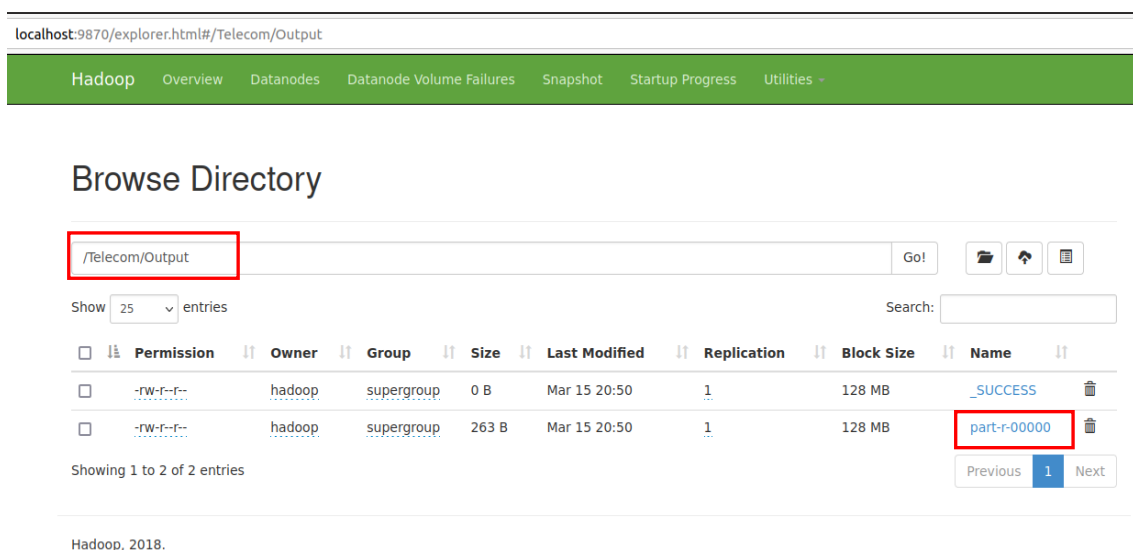 localhost:9870/explorer.html#/Telecom/Output
Hadoop Overview Datanodes Datanode Volume Failures Snapshot Startup Progress Utilities
Browse Directory
/Telecom/Output Go!
Show 25 entries Search:
Permission Owner Group Size Last Modified Replication Block Size Name
-rw-r--r-- hadoop supergroup 0 B Mar 15 20:50 1 128 MB _SUCCESS
-rw-r--r-- hadoop supergroup 263 B Mar 15 20:50 1 128 MB part-r-00000
Showing 1 to 2 of 2 entries Previous 1 Next
Hadoop, 2018.